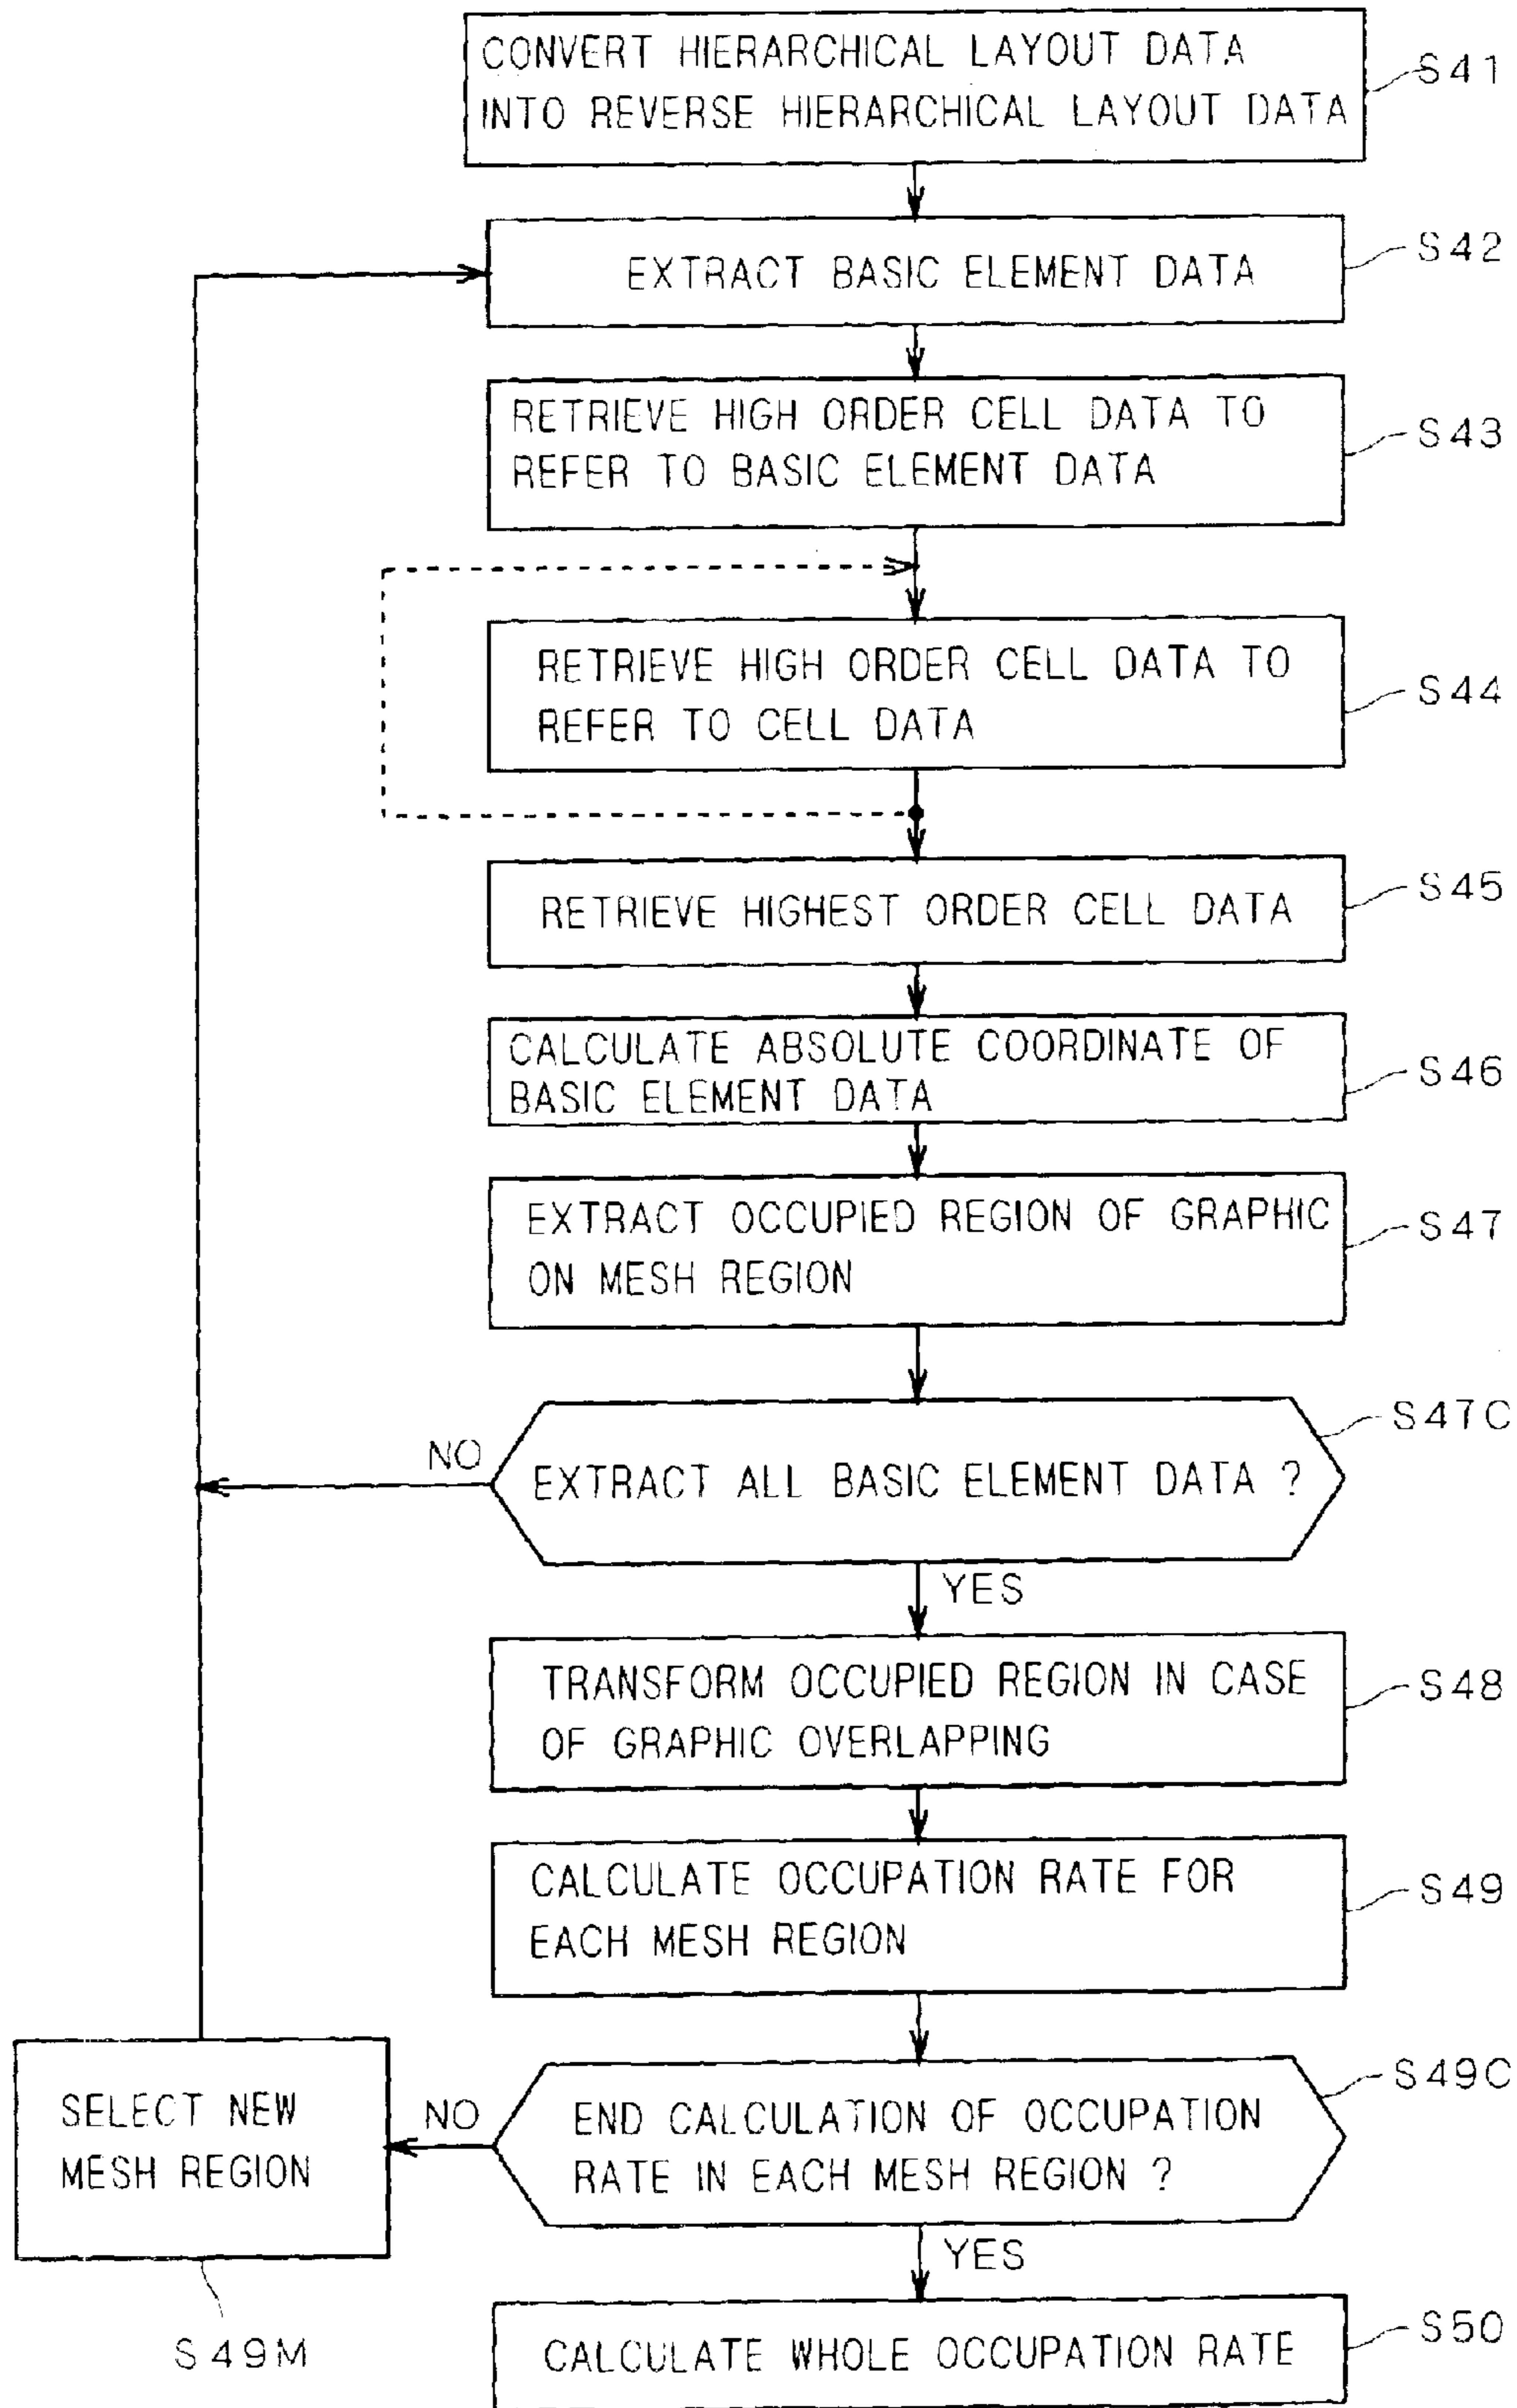 CONVERT HIERARCHICAL LAYOUT DATA
INTO REVERSE HIERARCHICAL LAYOUT DATA
S41
EXTRACT BASIC ELEMENT DATA
S42
RETRIEVE HIGH ORDER CELL DATA TO
REFER TO BASIC ELEMENT DATA
S43
RETRIEVE HIGH ORDER CELL DATA TO
REFER TO CELL DATA
S44
RETRIEVE HIGHEST ORDER CELL DATA
S45
CALCULATE ABSOLUTE COORDINATE OF
BASIC ELEMENT DATA
S46
EXTRACT OCCUPIED REGION OF GRAPHIC
ON MESH REGION
S47
EXTRACT ALL BASIC ELEMENT DATA ?
S47C
NO
YES
TRANSFORM OCCUPIED REGION IN CASE
OF GRAPHIC OVERLAPPING
S48
CALCULATE OCCUPATION RATE FOR
EACH MESH REGION
S49
END CALCULATION OF OCCUPATION
RATE IN EACH MESH REGION ?
S49C
NO
SELECT NEW
MESH REGION
S49M
YES
CALCULATE WHOLE OCCUPATION RATE
S50